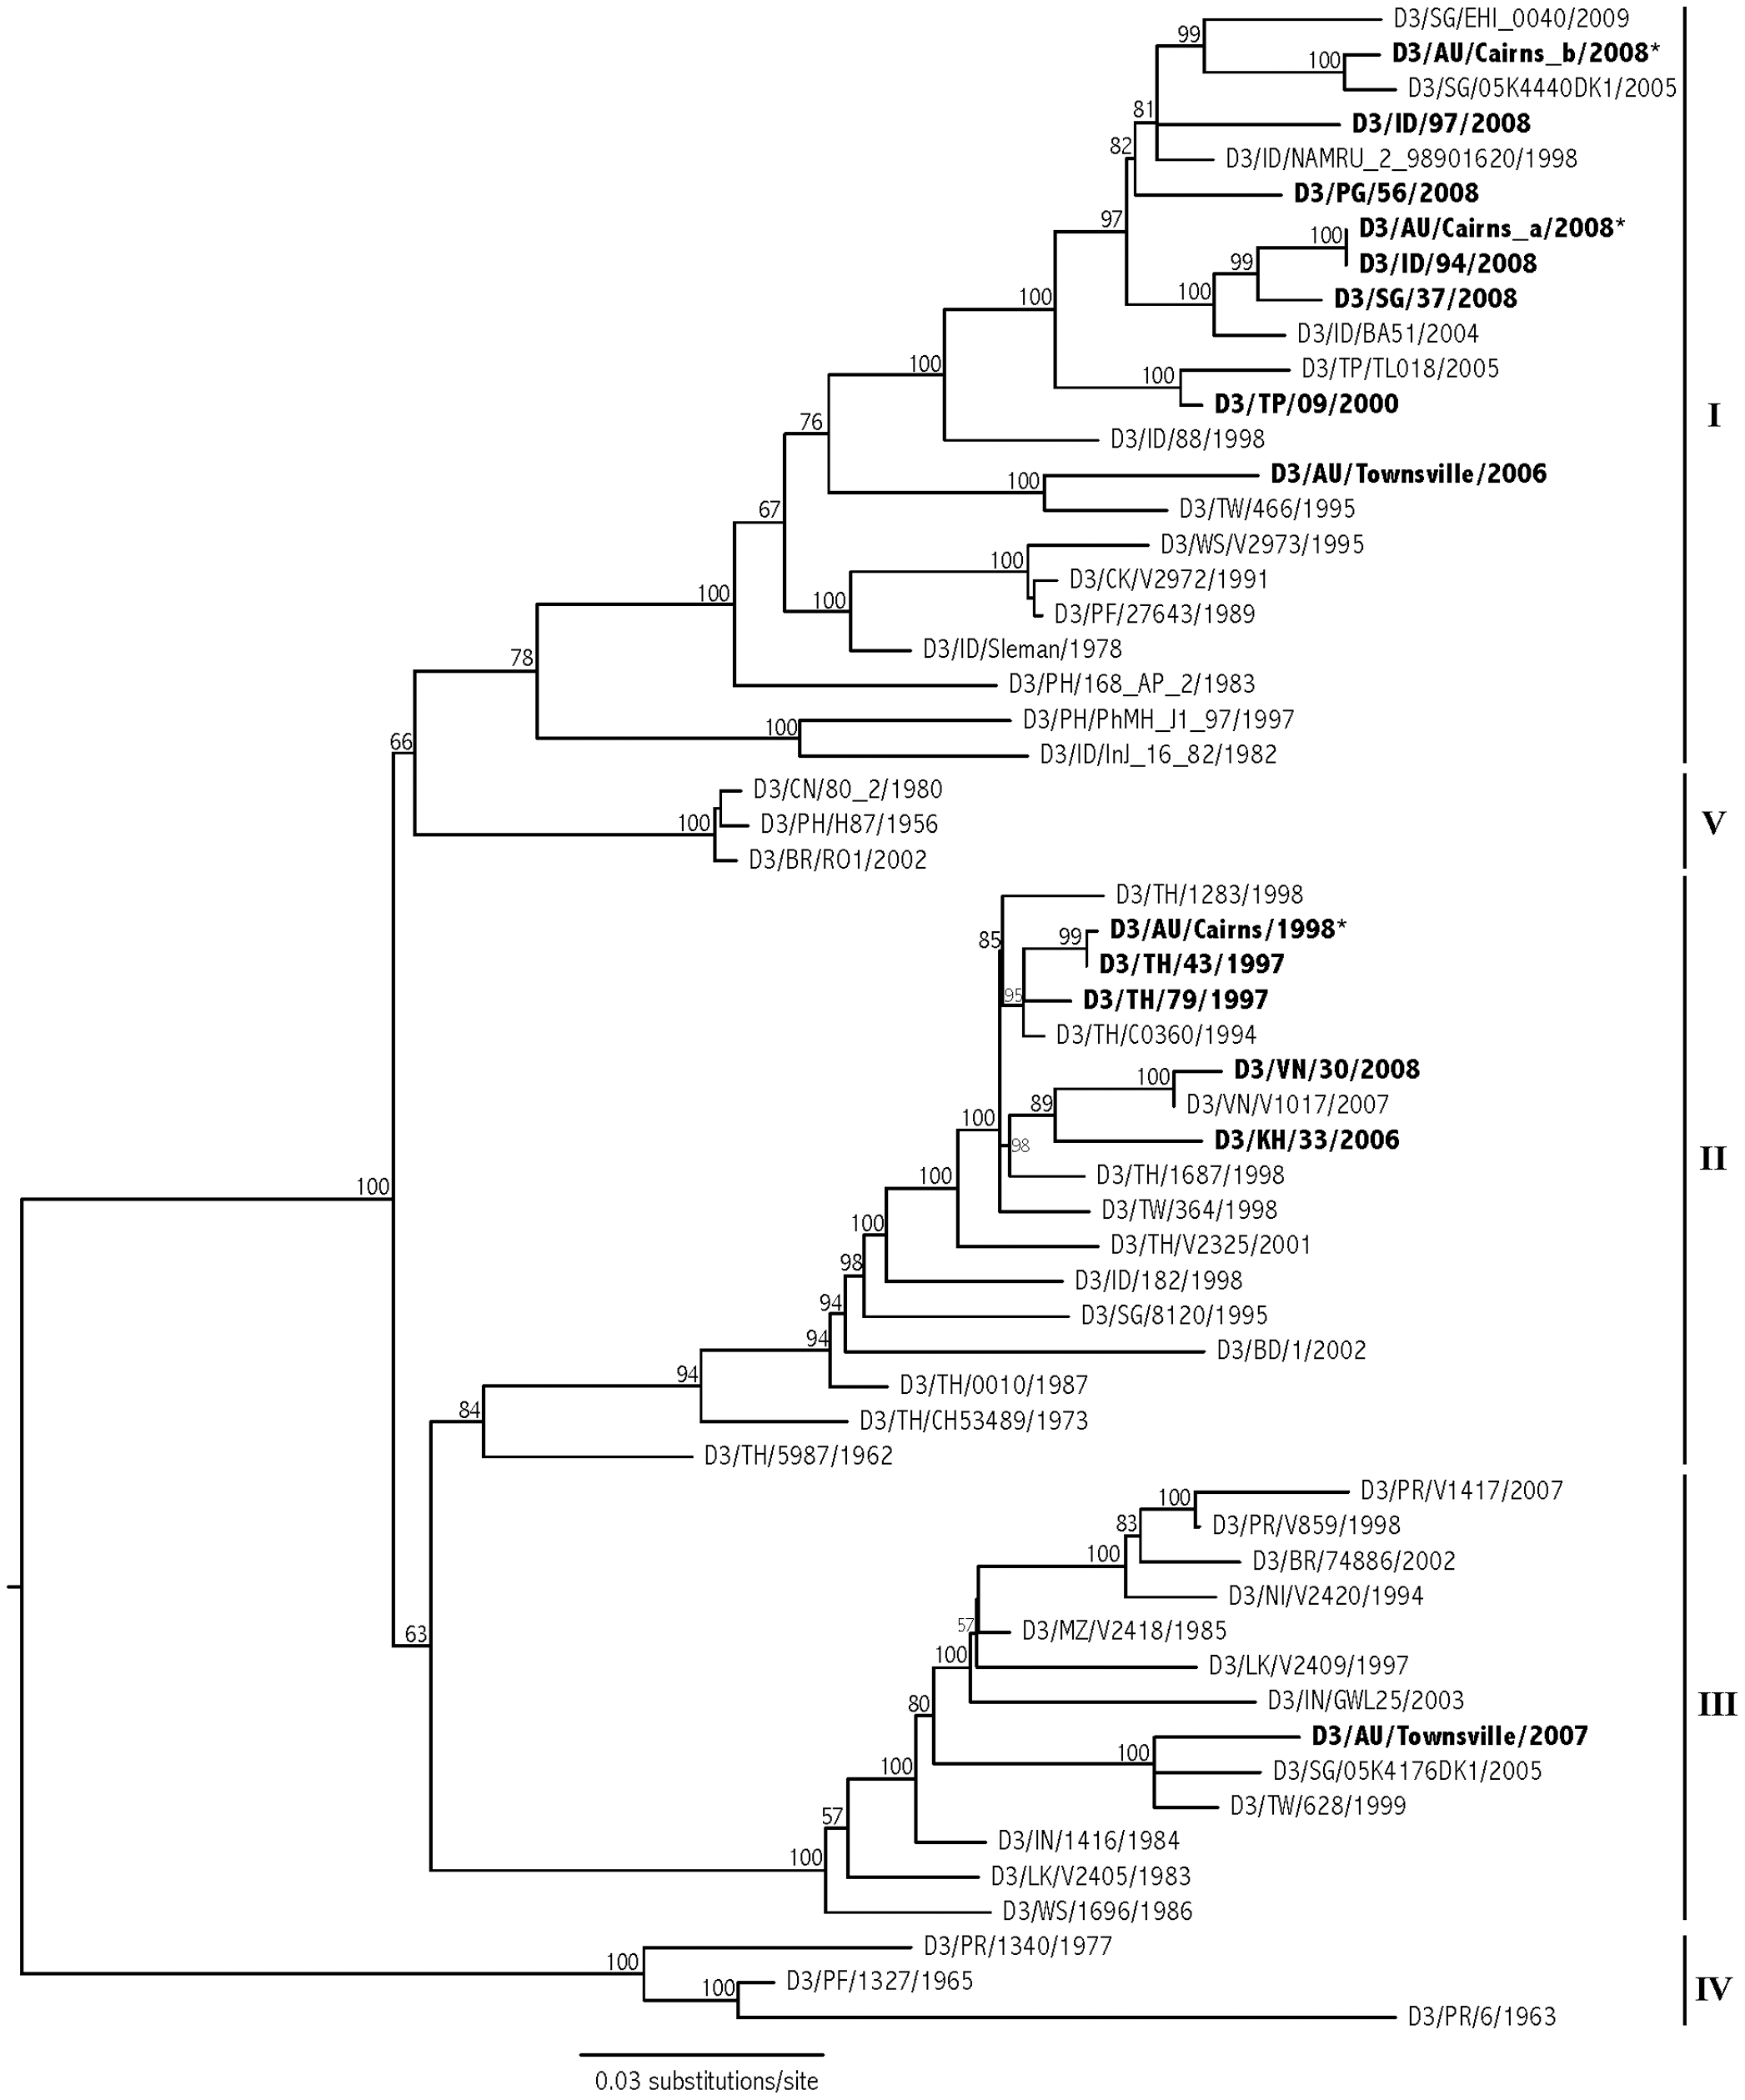 D3/SG/EHI_0040/2009
99
D3/AU/Cairns_b/2008*
100
D3/SG/05K4440DK1/2005
81
D3/ID/97/2008
82
D3/ID/NAMRU_2_98901620/1998
D3/PG/56/2008
97
D3/AU/Cairns_a/2008*
100
D3/ID/94/2008
99
D3/SG/37/2008
100
100
D3/ID/BA51/2004
100
D3/TP/TL018/2005
100
D3/TP/09/2000
I
76
D3/ID/88/1998
D3/AU/Townsville/2006
100
67
D3/TW/466/1995
D3/WS/V2973/1995
100
D3/CK/V2972/1991
100
100
D3/PF/27643/1989
D3/ID/Sleman/1978
78
D3/PH/168_AP_2/1983
D3/PH/PhMH_J1_97/1997
100
66
D3/ID/InJ_16_82/1982
D3/CN/80_2/1980
100
D3/PH/H87/1956
V
D3/BR/RO1/2002
D3/TH/1283/1998
D3/AU/Cairns/1998*
85
99
D3/TH/43/1997
95
D3/TH/79/1997
D3/TH/C0360/1994
D3/VN/30/2008
100
D3/VN/V1017/2007
89
100
D3/KH/33/2006
98
II
100
D3/TH/1687/1998
100
D3/TW/364/1998
100
D3/TH/V2325/2001
98
D3/ID/182/1998
94
D3/SG/8120/1995
94
D3/BD/1/2002
94
D3/TH/0010/1987
84
D3/TH/CH53489/1973
D3/TH/5987/1962
D3/PR/V1417/2007
100
D3/PR/V859/1998
83
100
D3/BR/74886/2002
D3/NI/V2420/1994
57
D3/MZ/V2418/1985
63
100
D3/LK/V2409/1997
D3/IN/GWL25/2003
80
III
D3/AU/Townsville/2007
100
100
D3/SG/05K4176DK1/2005
D3/TW/628/1999
57
D3/IN/1416/1984
100
D3/LK/V2405/1983
D3/WS/1696/1986
D3/PR/1340/1977
100
D3/PF/1327/1965
100
IV
D3/PR/6/1963
0.03 substitutions/site